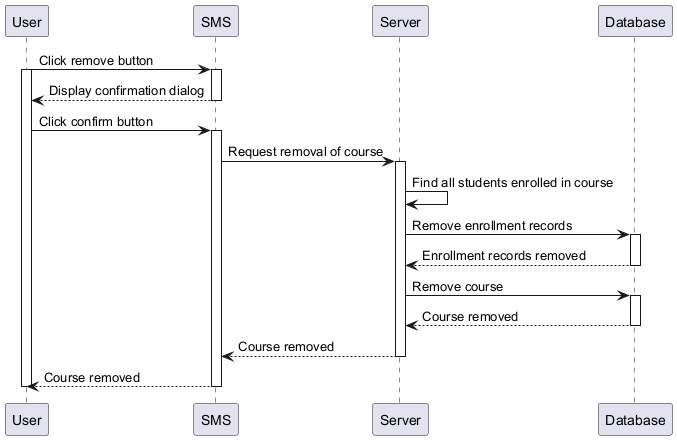 User SMS Server Database
Click remove button
Display confirmation dialog
Click confirm button
Request removal of course
Find all students enrolled in course
Remove enrollment records
Enrollment records removed
Remove course
Course removed
Course removed
Course removed
User SMS Server Database